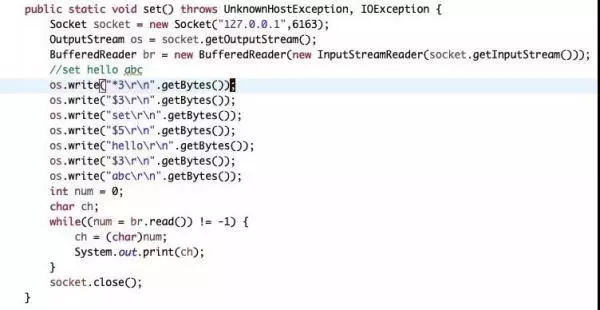 public static void set() throws UnknownHostException, IOException {
    Socket socket = new Socket("127.0.0.1",6163);
    OutputStream os = socket.getOutputStream();
    BufferedReader br = new BufferedReader(new InputStreamReader(socket.getInputStream()));
    //set hello abc
    os.write("*3\r\n".getBytes());
    os.write("$3\r\n".getBytes());
    os.write("set\r\n".getBytes());
    os.write("$5\r\n".getBytes());
    os.write("hello\r\n".getBytes());
    os.write("$3\r\n".getBytes());
    os.write("abc\r\n".getBytes());
    int num = 0;
    char ch;
    while((num = br.read()) != -1) {
        ch = (char)num;
        System.out.print(ch);
    }
    socket.close();
}